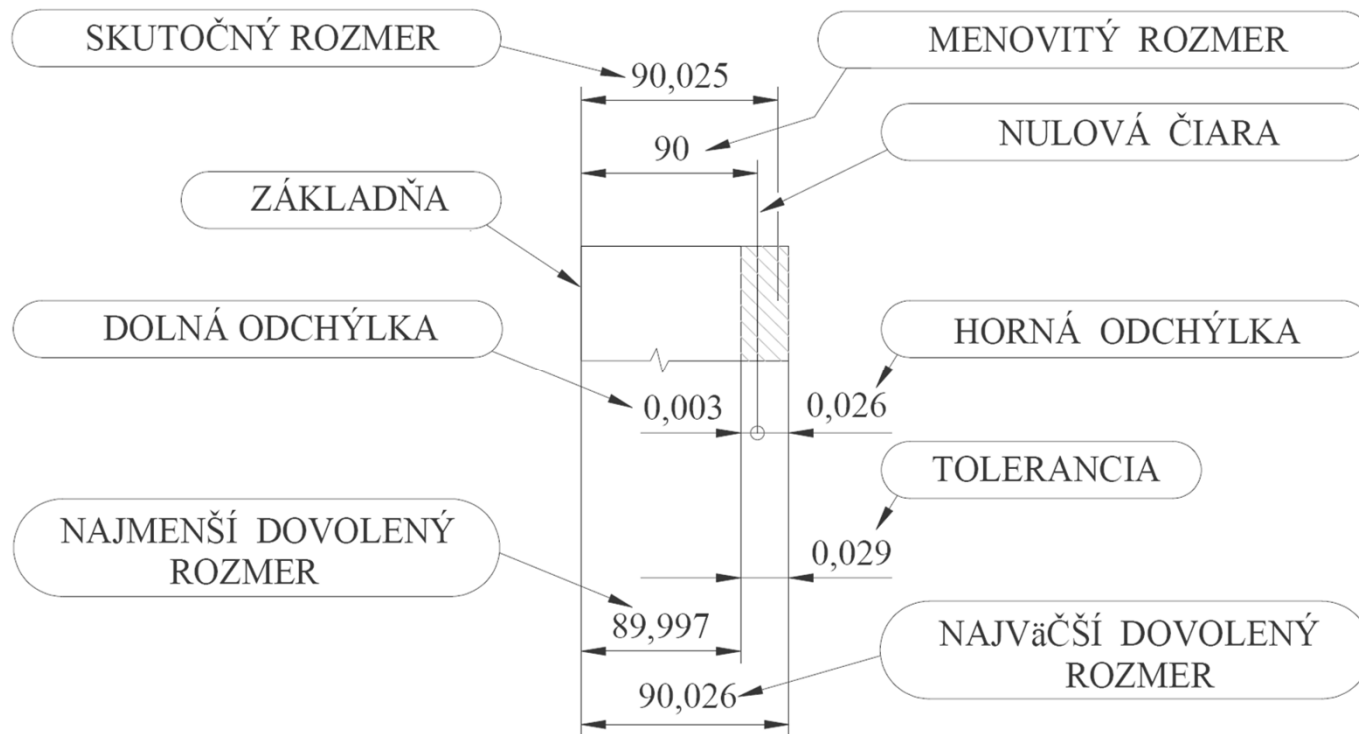 SKUTOČNÝ ROZMER
MENOVITÝ ROZMER
90,025
NULOVÁ ČIARA
90
ZÁKLADŇA
DOLNÁ ODCHÝLKA
HORNÁ ODCHÝLKA
0,003
0,026
TOLERANCIA
NAJMENŠÍ DOVOLENÝ
ROZMER
0,029
89,997
NAJVäČŠÍ DOVOLENÝ
ROZMER
90,026